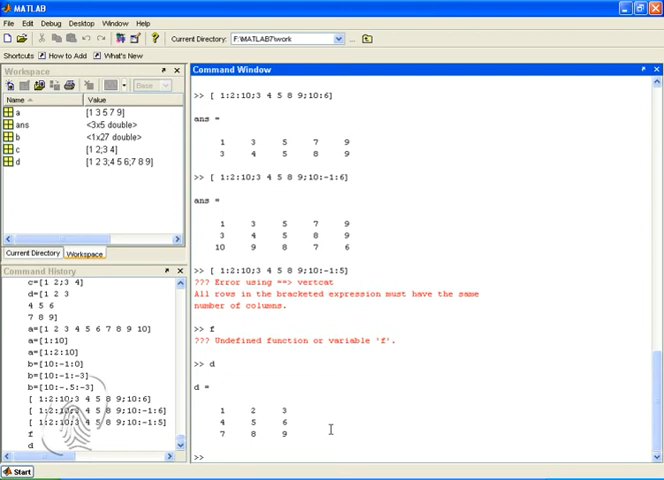 MATLAB
File Edit Debug Desktop Window Help
Current Directory: F:\MATLAB7\work
Shortcuts How to Add What's New
Workspace
Base
Name Value
a [1 3 5 7 9]
ans <3x5 double>
b <1x27 double>
c [1 2;3 4]
d [1 2 3;4 5 6;7 8 9]
Current Directory Workspace
Command History
c=[1 2;3 4]
d=[1 2 3
4 5 6
7 8 9]
a=[1 2 3 4 5 6 7 8 9 10]
a=[1:10]
a=[1:2:10]
b=[10:-1:0]
b=[10:-1:-3]
b=[10:-.5:-3]
[ 1:2:10;3 4 5 8 9;10:6]
[ 1:2:10;3 4 5 8 9;10:-1:6]
[ 1:2:10;3 4 5 8 9;10:-1:5]
f
d
Command Window
>> [ 1:2:10;3 4 5 8 9;10:6]
ans =
1 3 5 7 9
3 4 5 8 9
>> [ 1:2:10;3 4 5 8 9;10:-1:6]
ans =
1 3 5 7 9
3 4 5 8 9
10 9 8 7 6
>> [ 1:2:10;3 4 5 8 9;10:-1:5]
??? Error using ==> vertcat
All rows in the bracketed expression must have the same
number of columns.
>> f
??? Undefined function or variable 'f'.
>> d
d =
1 2 3
4 5 6
7 8 9
>>
Start